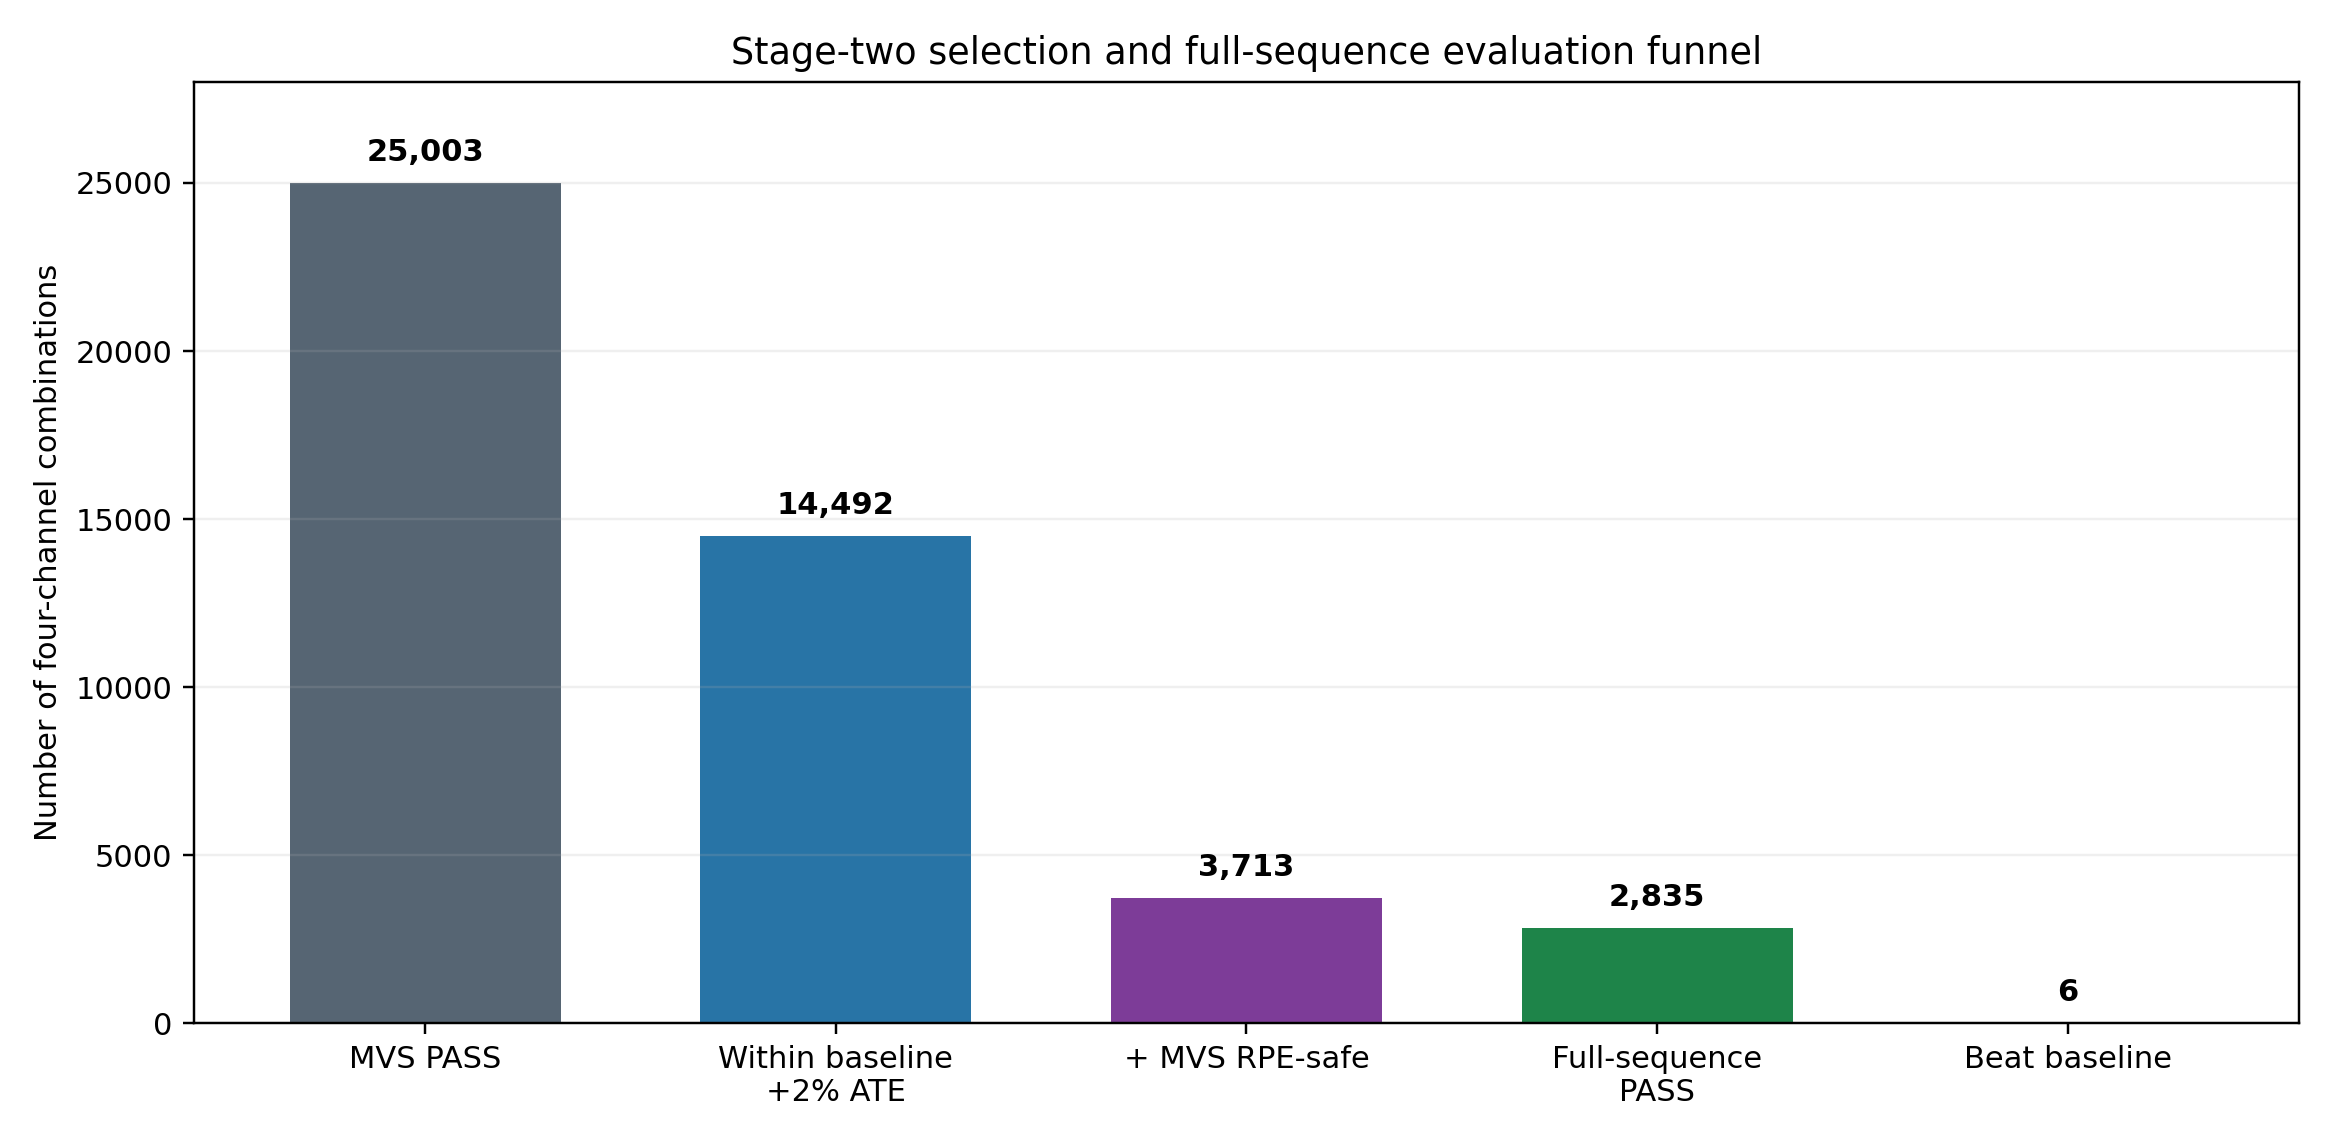 Stage-two selection and full-sequence evaluation funnel
Number of four-channel combinations
25000
20000
15000
10000
5000
0
25,003
14,492
3,713
2,835
6
MVS PASS
Within baseline
+2% ATE
+ MVS RPE-safe
Full-sequence
PASS
Beat baseline